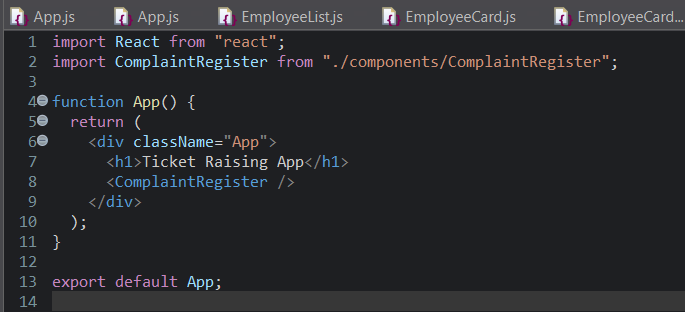 App.js App.js EmployeeList.js EmployeeCard.js EmployeeCard...
1 import React from "react";
2 import ComplaintRegister from "./components/ComplaintRegister";
3
4 function App() {
5   return (
6     <div className="App">
7       <h1>Ticket Raising App</h1>
8       <ComplaintRegister />
9     </div>
10   );
11 }
12
13 export default App;
14